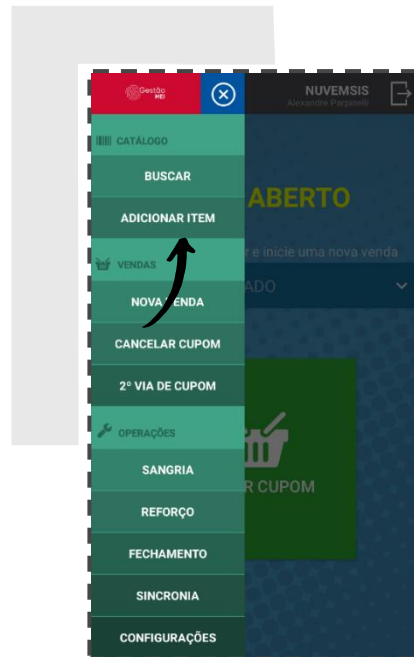 Gestão
MEI
NUVEMSIS
Alexandre Parpinelli
CATÁLOGO
BUSCAR
ADICIONAR ITEM
ABERTO
r e inicie uma nova venda
VENDAS
ADO
NOVA VENDA
CANCELAR CUPOM
2º VIA DE CUPOM
OPERAÇÕES
SANGRIA
R CUPOM
REFORÇO
FECHAMENTO
SINCRONIA
CONFIGURAÇÕES